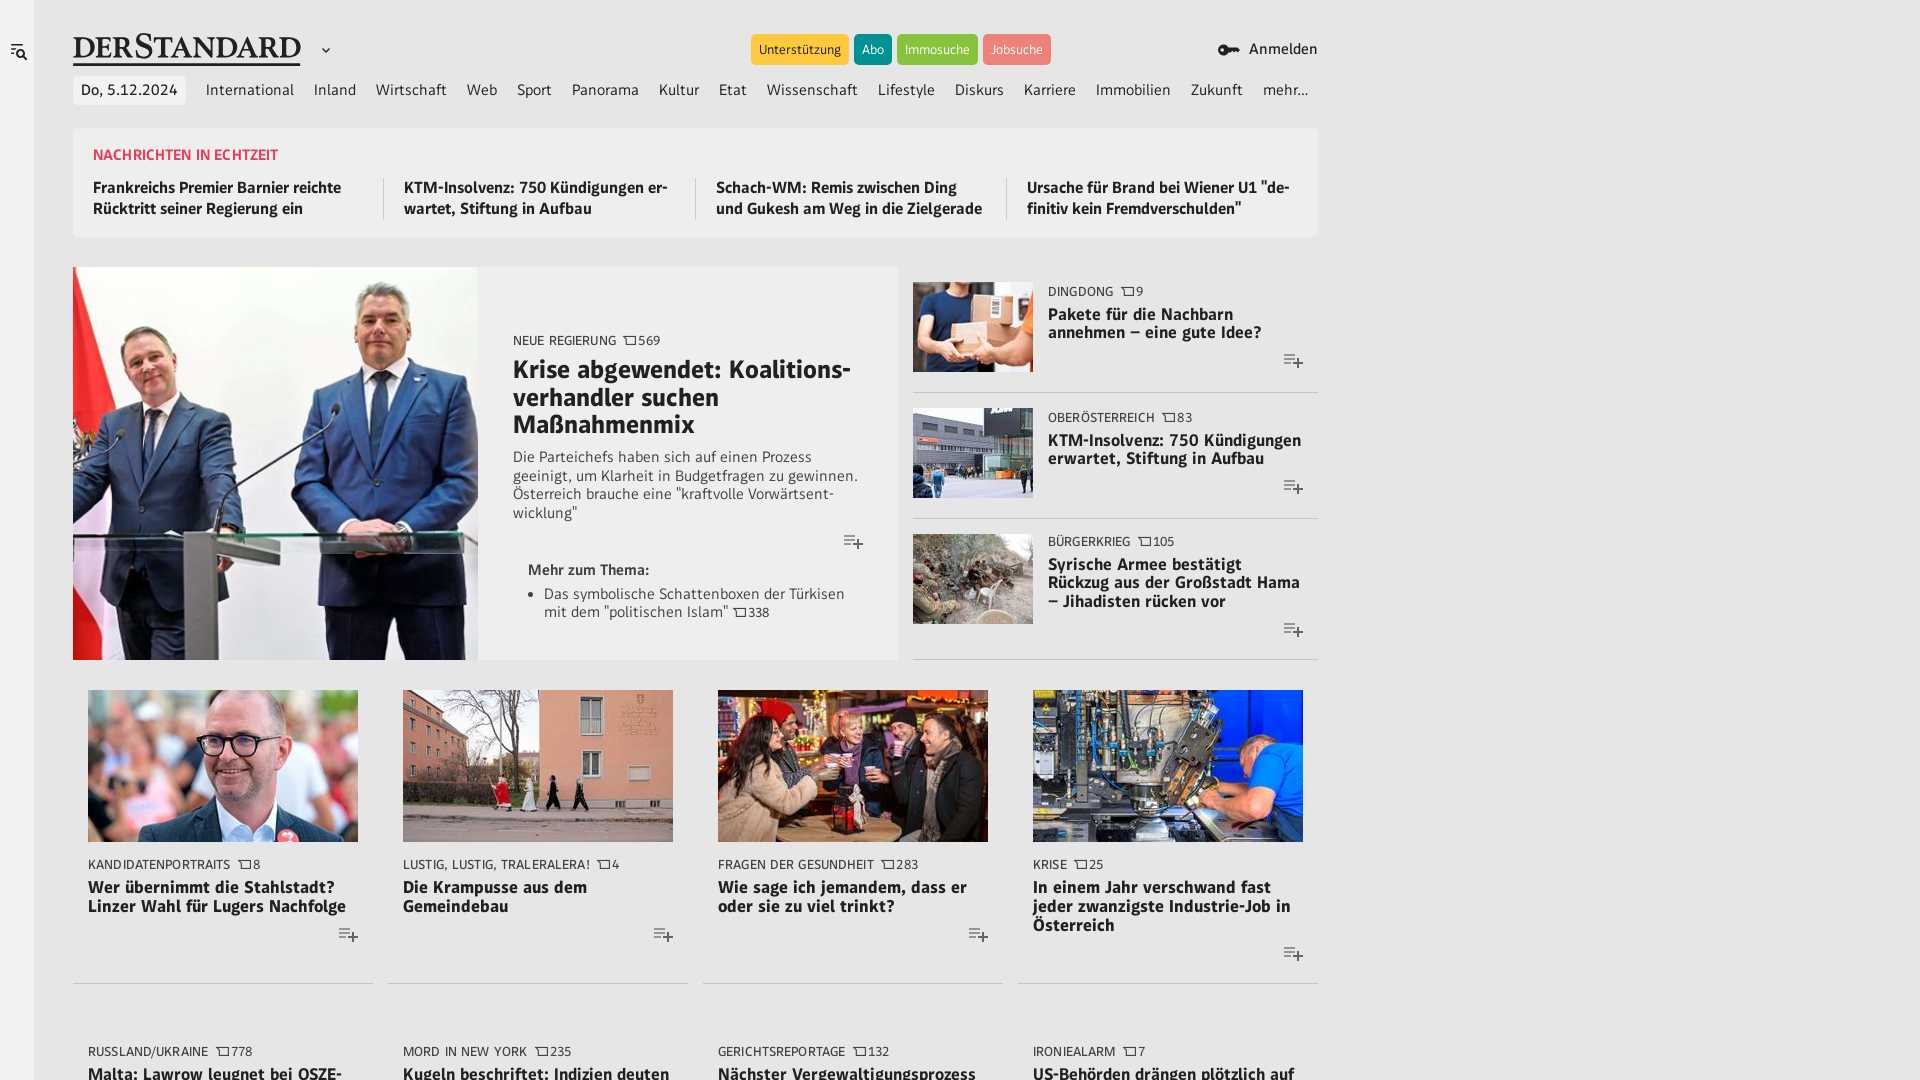 DERSTANDARD
Unterstützung
Abo
Immosuche
Jobsuche
Anmelden
Do, 5.12.2024
International
Inland
Wirtschaft
Web
Sport
Panorama
Kultur
Etat
Wissenschaft
Lifestyle
Diskurs
Karriere
Immobilien
Zukunft
mehr…
NACHRICHTEN IN ECHTZEIT
Frankreichs Premier Barnier reichte
Rücktritt seiner Regierung ein
KTM-Insolvenz: 750 Kündigungen er-
wartet, Stiftung in Aufbau
Schach-WM: Remis zwischen Ding
und Gukesh am Weg in die Zielgerade
Ursache für Brand bei Wiener U1 "de-
finitiv kein Fremdverschulden"
NEUE REGIERUNG 569
Krise abgewendet: Koalitions-
verhandler suchen
Maßnahmenmix
Die Parteichefs haben sich auf einen Prozess
geeinigt, um Klarheit in Budgetfragen zu gewinnen.
Österreich brauche eine "kraftvolle Vorwärtsent-
wicklung"
Mehr zum Thema:
Das symbolische Schattenboxen der Türkisen
mit dem "politischen Islam" 338
DINGDONG 9
Pakete für die Nachbarn
annehmen – eine gute Idee?
OBERÖSTERREICH 83
KTM-Insolvenz: 750 Kündigungen
erwartet, Stiftung in Aufbau
BÜRGERKRIEG 105
Syrische Armee bestätigt
Rückzug aus der Großstadt Hama
– Jihadisten rücken vor
KANDIDATENPORTRAITS 8
Wer übernimmt die Stahlstadt?
Linzer Wahl für Lugers Nachfolge
LUSTIG, LUSTIG, TRALERALERA! 4
Die Krampusse aus dem
Gemeindebau
FRAGEN DER GESUNDHEIT 283
Wie sage ich jemandem, dass er
oder sie zu viel trinkt?
KRISE 25
In einem Jahr verschwand fast
jeder zwanzigste Industrie-Job in
Österreich
RUSSLAND/UKRAINE 778
Malta: Lawrow leugnet bei OSZE-
MORD IN NEW YORK 235
Kugeln beschriftet: Indizien deuten
GERICHTSREPORTAGE 132
Nächster Vergewaltigungsprozess
IRONIEALARM 7
US-Behörden drängen plötzlich auf